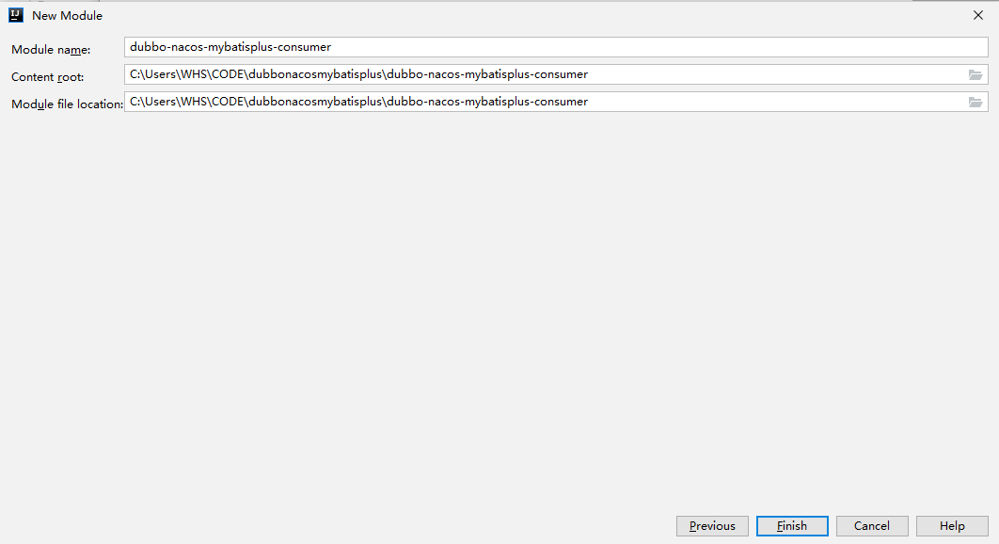 New Module
Module name: dubbo-nacos-mybatisplus-consumer
Content root: C:\Users\WHS\CODE\dubbonacosmybatisplus\dubbo-nacos-mybatisplus-consumer
Module file location: C:\Users\WHS\CODE\dubbonacosmybatisplus\dubbo-nacos-mybatisplus-consumer
Previous Finish Cancel Help